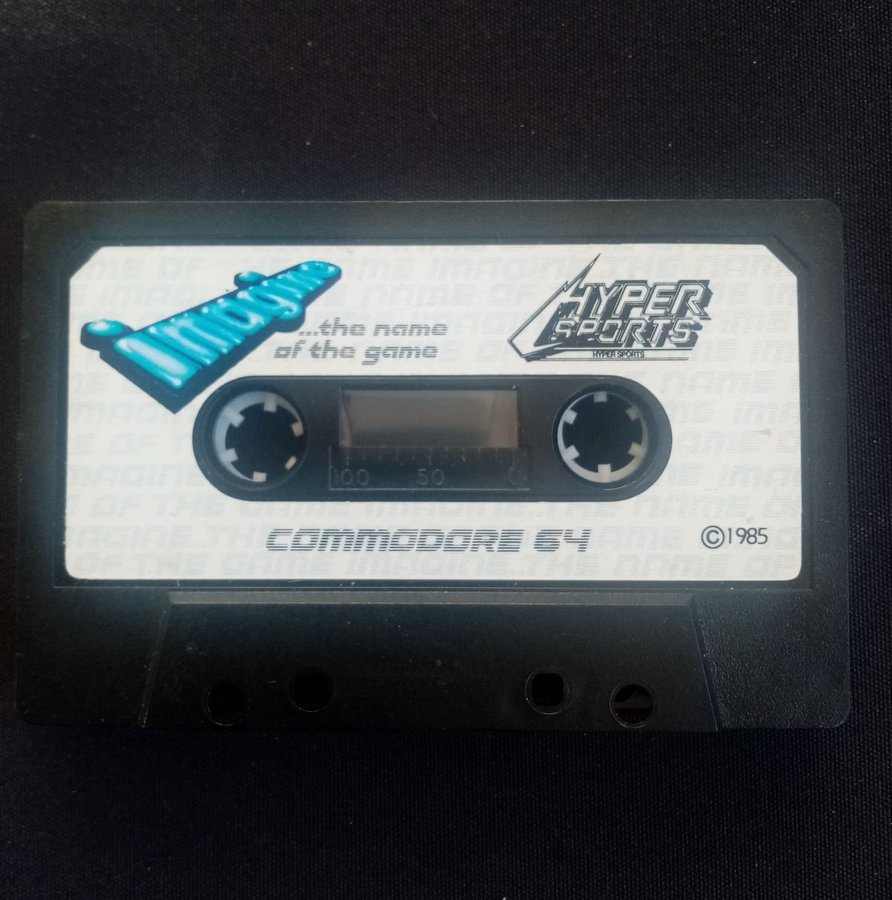 Imagine
...the name
of the game
HYPER
SPORTS
HYPER SPORTS
100 50 0
COMMODORE 64
©1985